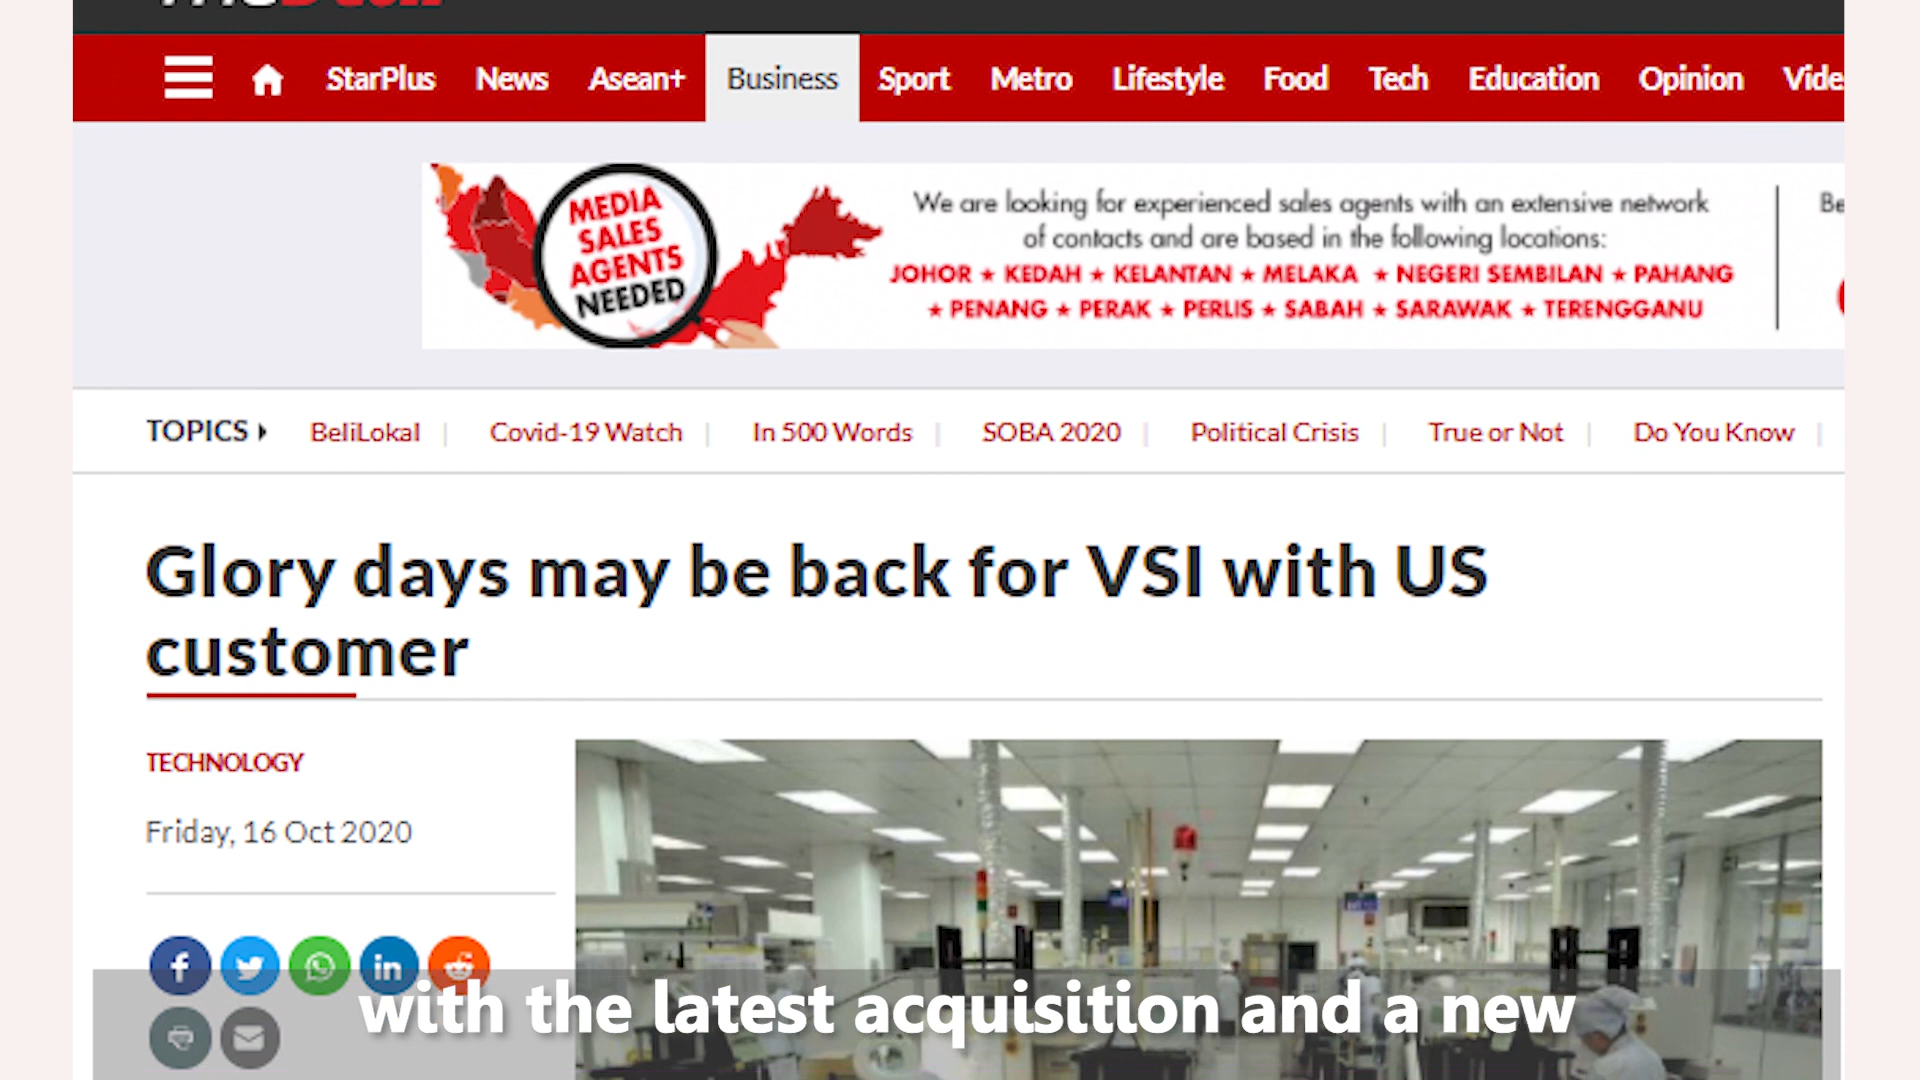 StarPlus News Asean+ Business Sport Metro Lifestyle Food Tech Education Opinion
MEDIA
SALES
AGENTS
NEEDED
We are looking for experienced sales agents with an extensive network
of contacts and are based in the following locations:
JOHOR ★ KEDAH ★ KELANTAN ★ MELAKA ★ NEGERI SEMBILAN ★ PAHANG
★ PENANG ★ PERAK ★ PERLIS ★ SABAH ★ SARAWAK ★ TERENGGANU
TOPICS BeliLokal | Covid-19 Watch | In 500 Words | SOBA 2020 | Political Crisis | True or Not | Do You Know |
Glory days may be back for VSI with US
customer
TECHNOLOGY
Friday, 16 Oct 2020
with the latest acquisition and a new